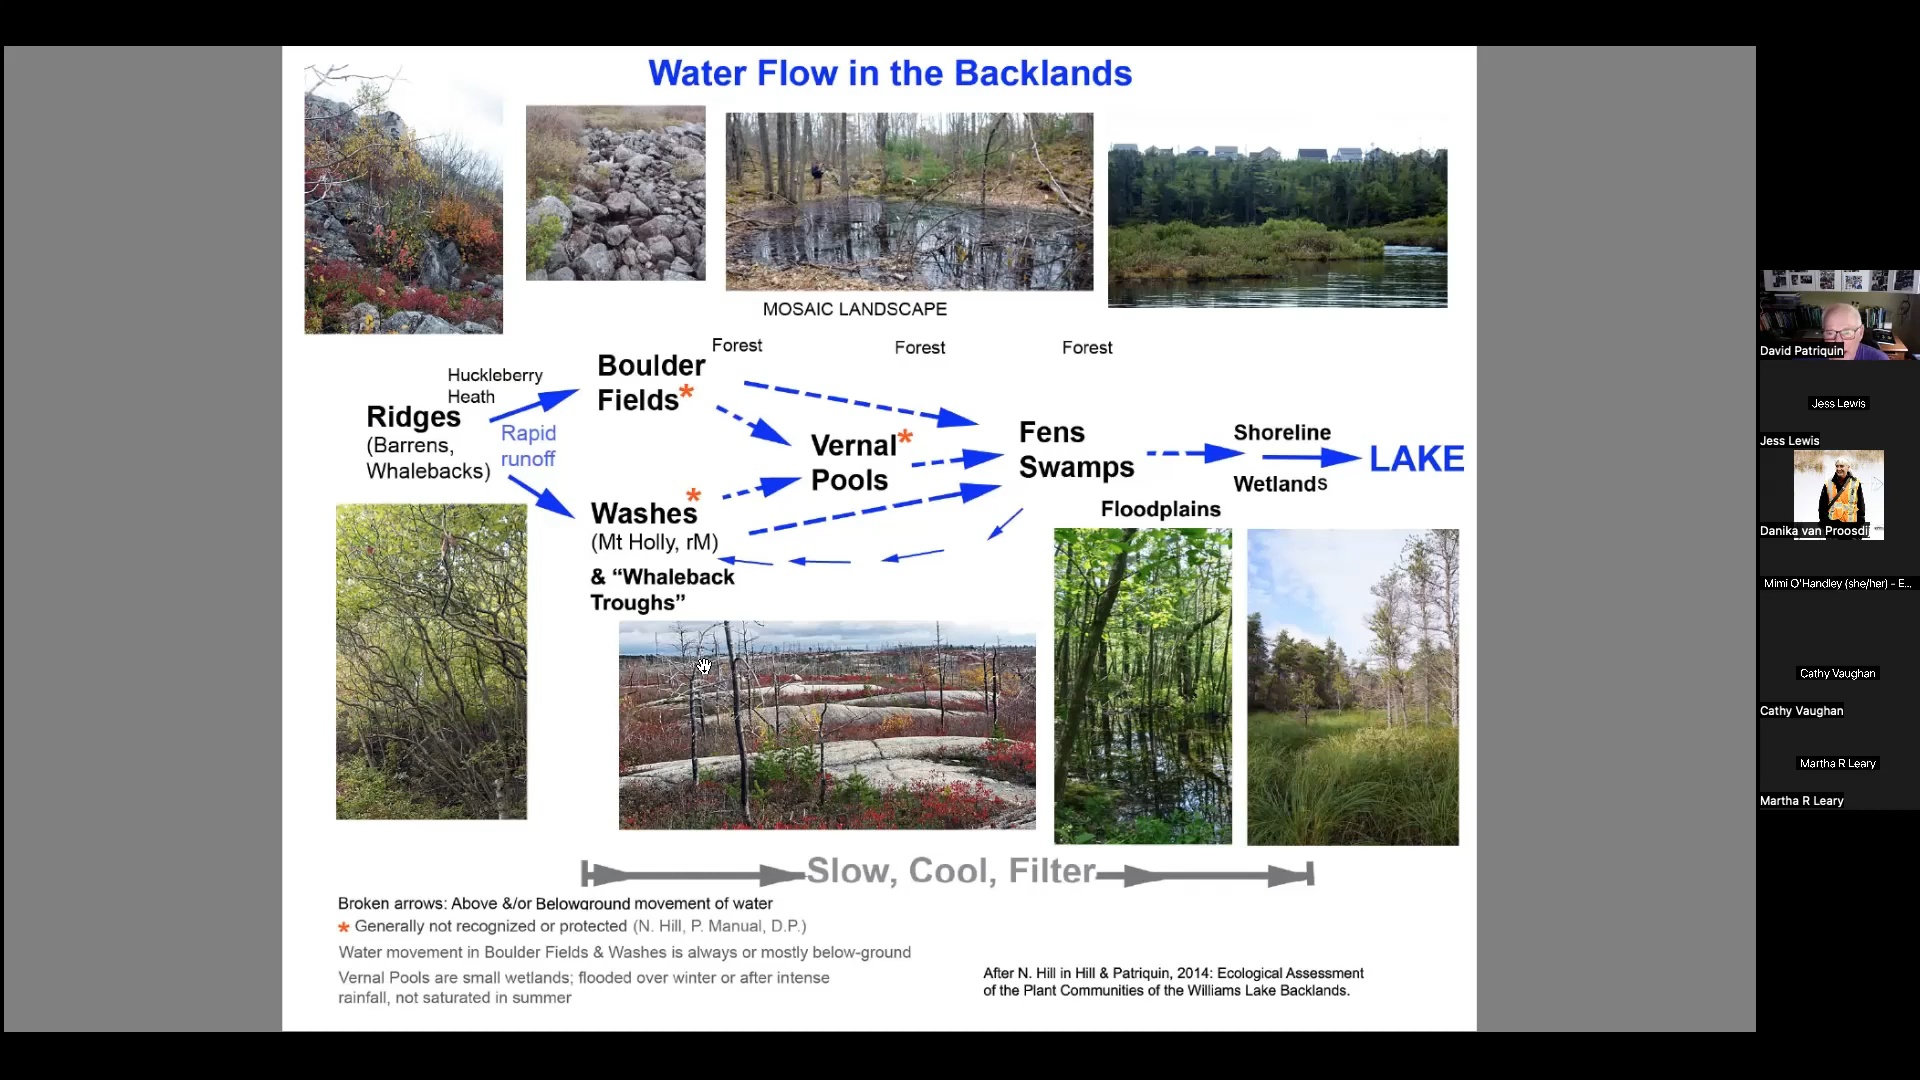 Water Flow in the Backlands
MOSAIC LANDSCAPE
Forest
Forest
Forest
Huckleberry
Heath
Boulder
Fields*
Ridges
(Barrens,
Whalebacks)
Rapid
runoff
Vernal*
Pools
Fens
Swamps
Shoreline
Wetlands
LAKE
Floodplains
*
Washes
(Mt Holly, rM)
& “Whaleback
Troughs”
Slow, Cool, Filter
Broken arrows: Above &/or Belowground movement of water
* Generally not recognized or protected (N. Hill, P. Manual, D.P.)
Water movement in Boulder Fields & Washes is always or mostly below-ground
Vernal Pools are small wetlands; flooded over winter or after intense
rainfall, not saturated in summer
After N. Hill in Hill & Patriquin, 2014: Ecological Assessment
of the Plant Communities of the Williams Lake Backlands.
David Patriquin
Jess Lewis
Jess Lewis
Danika van Proosdij
Mimi O'Handley (she/her) - E...
Cathy Vaughan
Cathy Vaughan
Martha R Leary
Martha R Leary